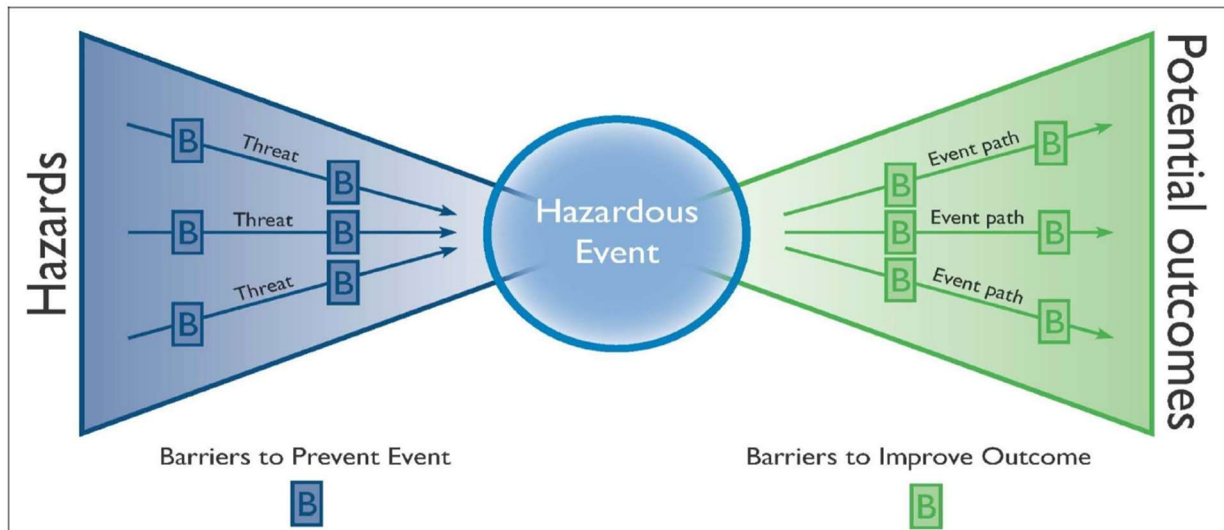 Hazards
B
Threat
B
B
Threat
B
B
Threat
B
Hazardous
Event
B
Event path
B
B
Event path
B
B
Event path
B
Potential outcomes
Barriers to Prevent Event
B
Barriers to Improve Outcome
B